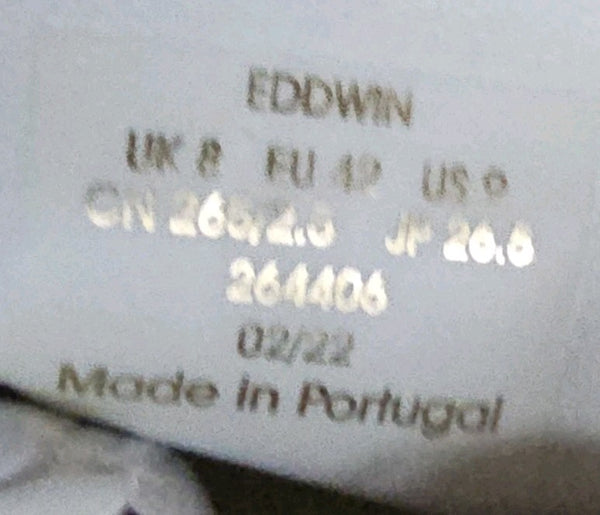 EDDWIN
UK 8 EU 42 US 9
CN 265/2.5 JP 26.5
264406
02/22
Made in Portugal